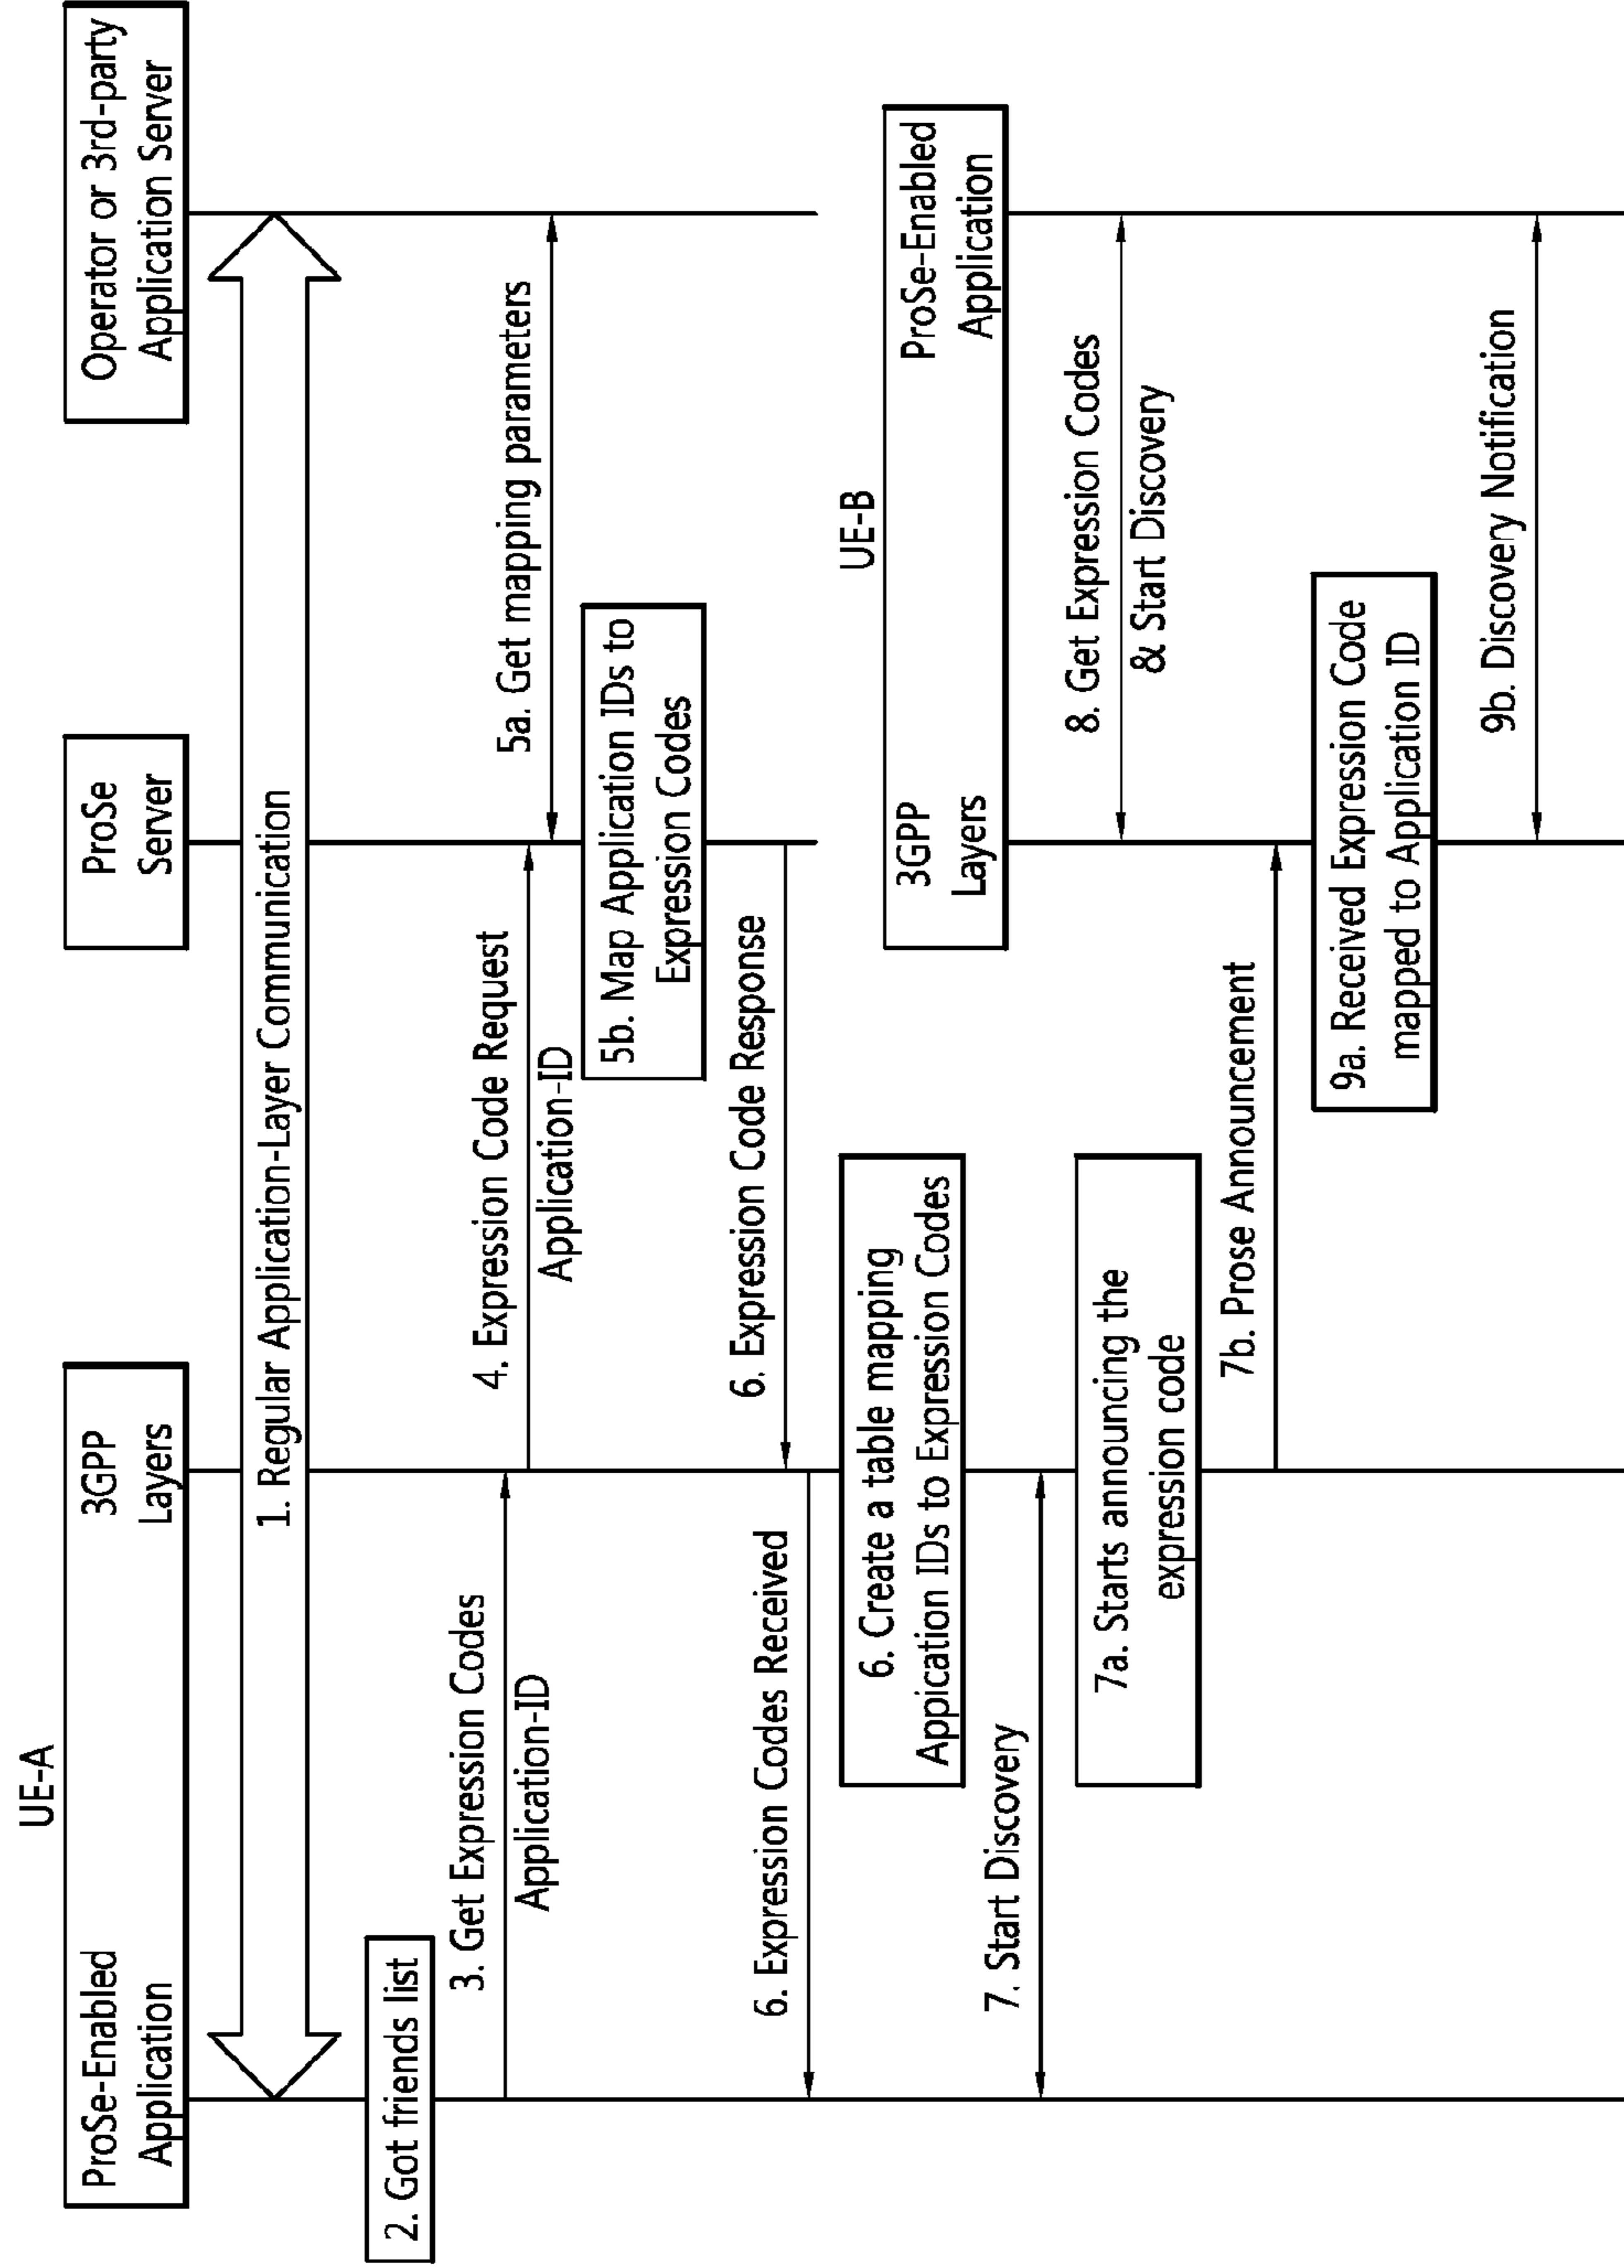 UE-A
ProSe-Enabled
Application
3GPP
Layers
ProSe
Server
Operator or 3rd-party
Application Server
1. Regular Application-Layer Communication
2. Got friends list
3. Get Expression Codes
Application-ID
4. Expression Code Request
Application-ID
5a. Get mapping parameters
5b. Map Application IDs to
Expression Codes
6. Expression Code Response
6. Expression Codes Received
6. Create a table mapping
Appication IDs to Expression Codes
UE-B
3GPP
Layers
ProSe-Enabled
Application
7. Start Discovery
7a. Starts announcing the
expression code
8. Get Expression Codes
& Start Discovery
7b. Prose Announcement
9a. Received Expression Code
mapped to Application ID
9b. Discovery Notification